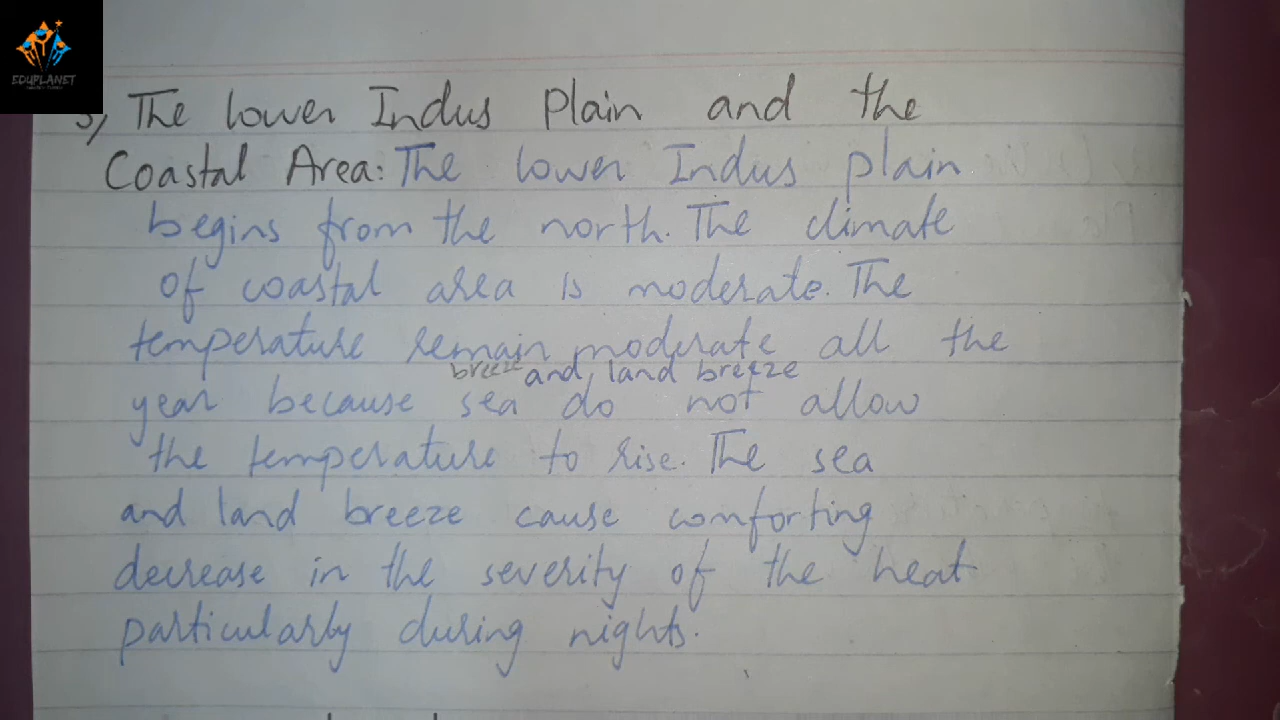 EDUPLANET
3) The lower Indus Plain and the
Coastal Area: The lower Indus plain
begins from the north. The climate
of coastal area is moderate. The
temperature remain moderate all the
breeze and land breeze
year because sea do not allow
the temperature to rise. The sea
and land breeze cause comforting
decrease in the severity of the heat
particularly during nights.